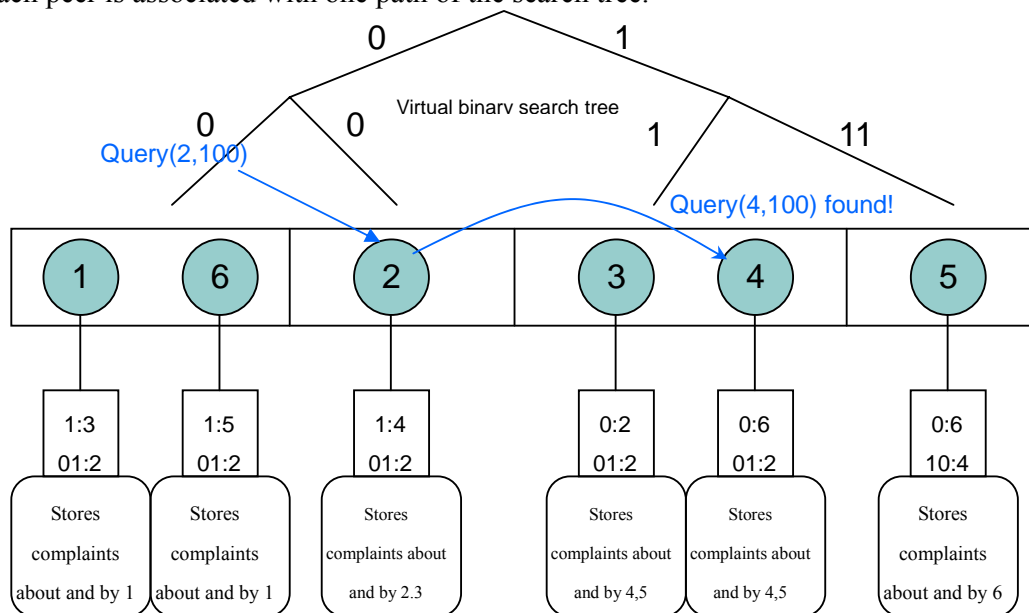 each peer is associated with one path of the search tree.
0
1
Virtual binary search tree
0
0
1
11
Query(2,100)
Query(4,100) found!
1
6
2
3
4
5
1:3
01:2
1:5
01:2
1:4
01:2
0:2
01:2
0:6
01:2
0:6
10:4
Stores
complaints
about and by 1
Stores
complaints
about and by 1
Stores
complaints about
and by 2.3
Stores
complaints about
and by 4,5
Stores
complaints about
and by 4,5
Stores
complaints
about and by 6